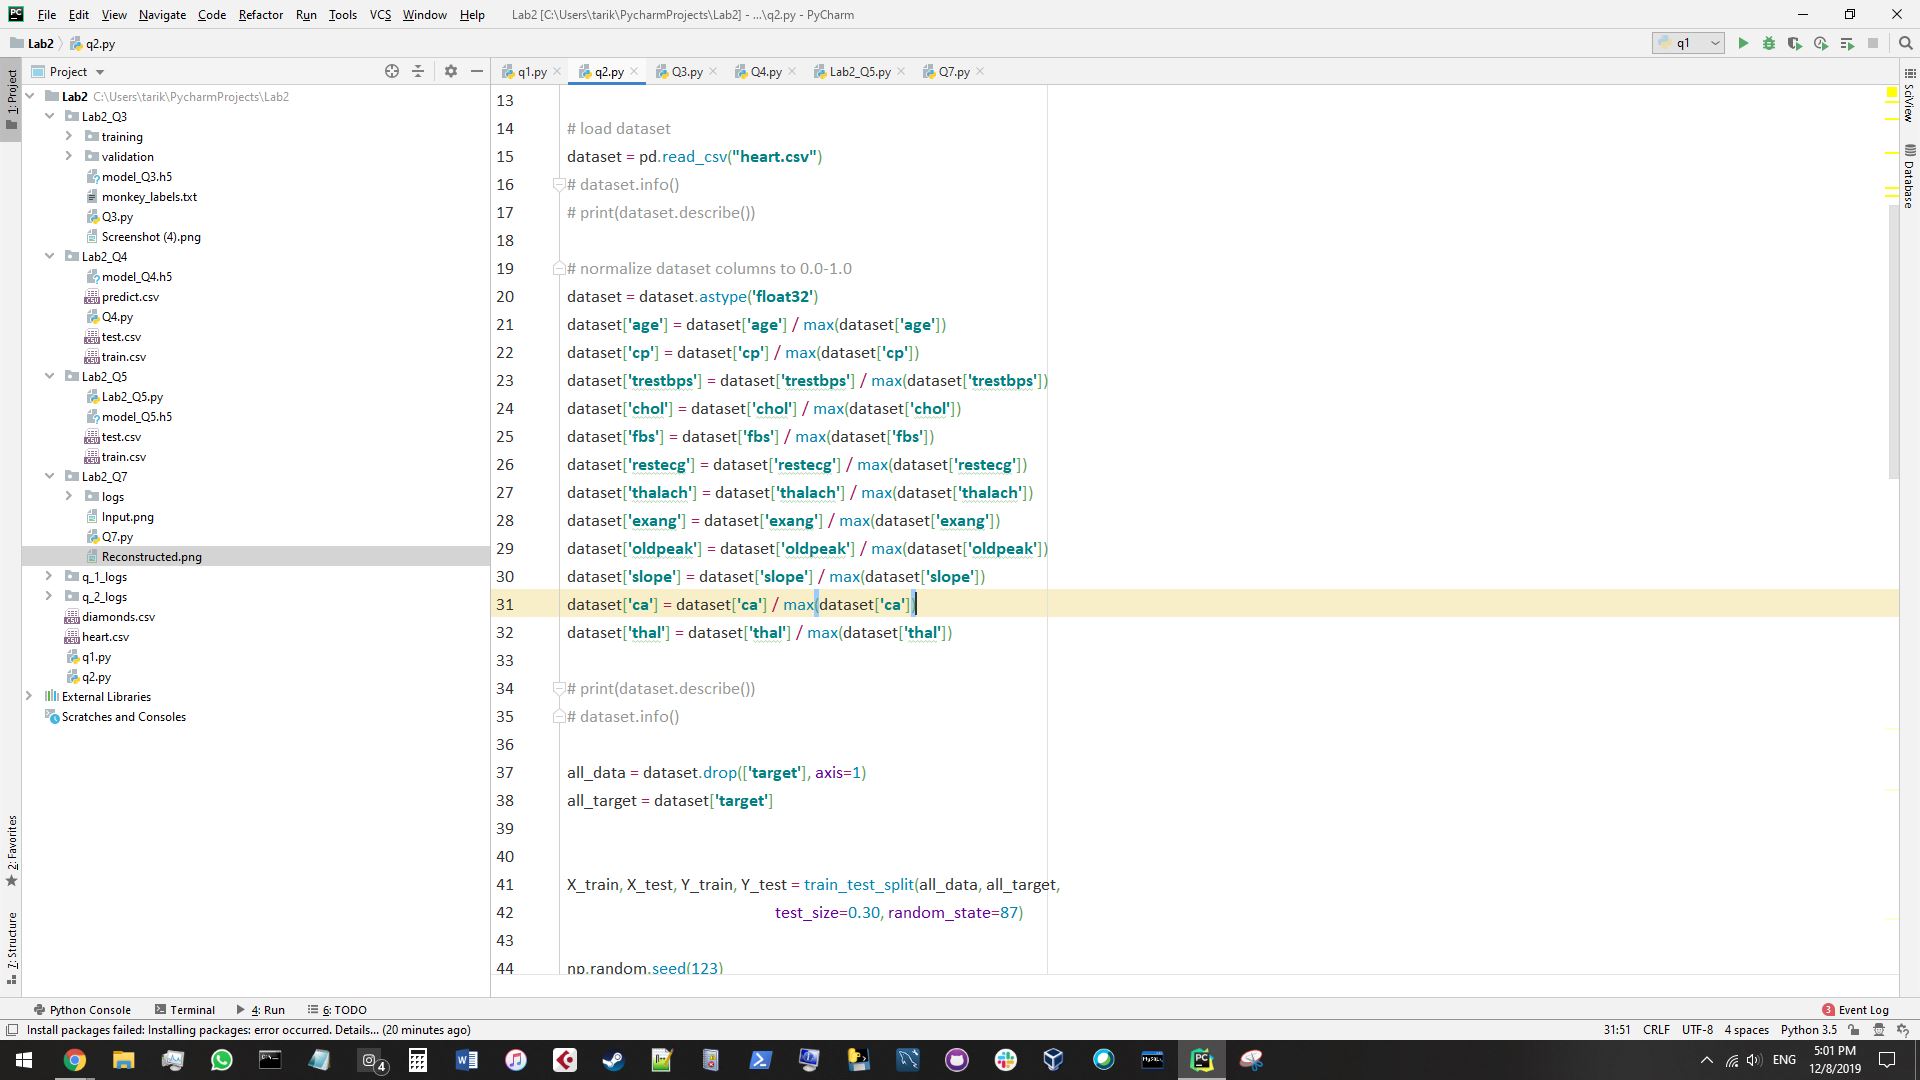 File Edit View Navigate Code Refactor Run Tools VCS Window Help Lab2 [C:\Users\tarik\PycharmProjects\Lab2] - ...\q2.py - PyCharm
Lab2 q2.py q1
Project
q1.py q2.py Q3.py Q4.py Lab2_Q5.py Q7.py
1: Project
Lab2 C:\Users\tarik\PycharmProjects\Lab2
Lab2_Q3
training
validation
model_Q3.h5
monkey_labels.txt
Q3.py
Screenshot (4).png
Lab2_Q4
model_Q4.h5
predict.csv
Q4.py
test.csv
train.csv
Lab2_Q5
Lab2_Q5.py
model_Q5.h5
test.csv
train.csv
Lab2_Q7
logs
Input.png
Q7.py
Reconstructed.png
q_1_logs
q_2_logs
diamonds.csv
heart.csv
q1.py
q2.py
External Libraries
Scratches and Consoles
2: Favorites
7: Structure
13
14 # load dataset
15 dataset = pd.read_csv("heart.csv")
16 # dataset.info()
17 # print(dataset.describe())
18
19 # normalize dataset columns to 0.0-1.0
20 dataset = dataset.astype('float32')
21 dataset['age'] = dataset['age'] / max(dataset['age'])
22 dataset['cp'] = dataset['cp'] / max(dataset['cp'])
23 dataset['trestbps'] = dataset['trestbps'] / max(dataset['trestbps'])
24 dataset['chol'] = dataset['chol'] / max(dataset['chol'])
25 dataset['fbs'] = dataset['fbs'] / max(dataset['fbs'])
26 dataset['restecg'] = dataset['restecg'] / max(dataset['restecg'])
27 dataset['thalach'] = dataset['thalach'] / max(dataset['thalach'])
28 dataset['exang'] = dataset['exang'] / max(dataset['exang'])
29 dataset['oldpeak'] = dataset['oldpeak'] / max(dataset['oldpeak'])
30 dataset['slope'] = dataset['slope'] / max(dataset['slope'])
31 dataset['ca'] = dataset['ca'] / max(dataset['ca'])
32 dataset['thal'] = dataset['thal'] / max(dataset['thal'])
33
34 # print(dataset.describe())
35 # dataset.info()
36
37 all_data = dataset.drop(['target'], axis=1)
38 all_target = dataset['target']
39
40
41 X_train, X_test, Y_train, Y_test = train_test_split(all_data, all_target,
42 test_size=0.30, random_state=87)
43
44 np.random.seed(123)
SciView
Database
Python Console Terminal 4: Run 6: TODO 3 Event Log
Install packages failed: Installing packages: error occurred. Details... (20 minutes ago) 31:51 CRLF UTF-8 4 spaces Python 3.5
4 ENG 5:01 PM
12/8/2019